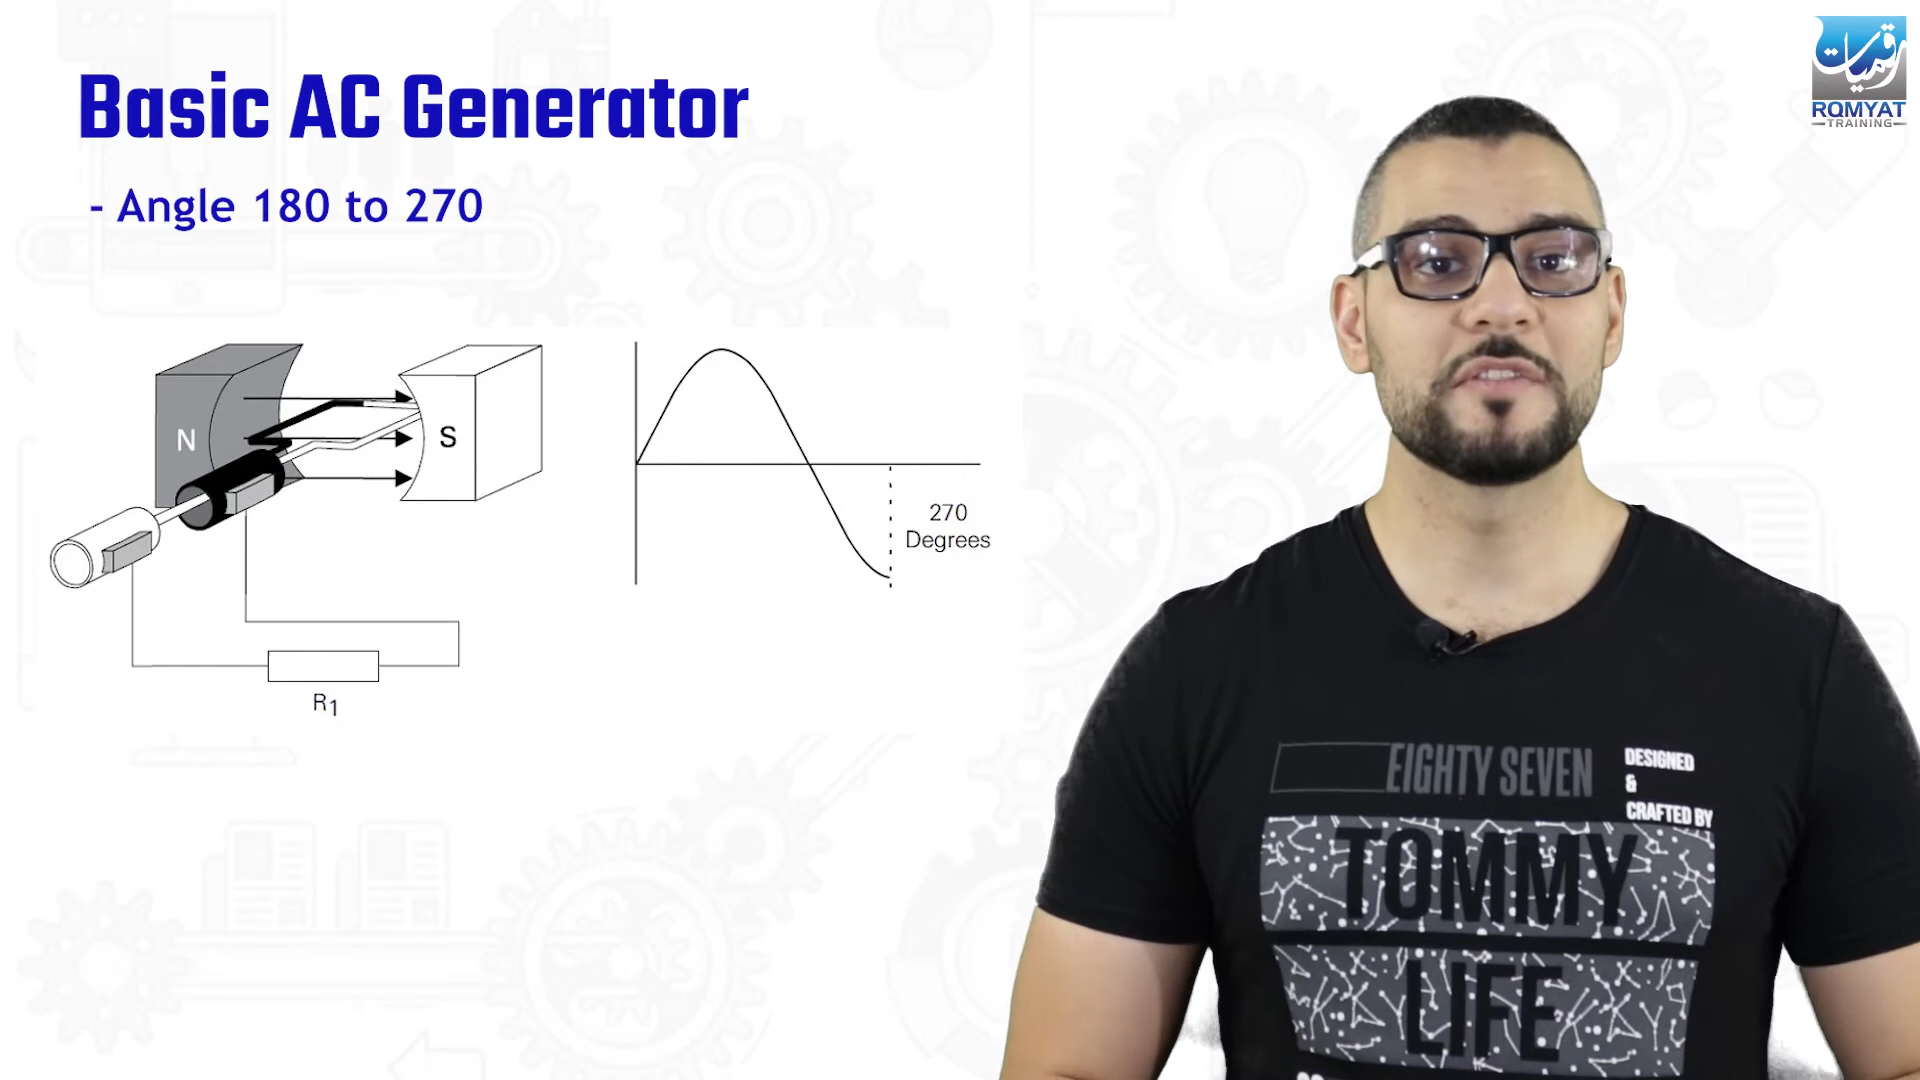 Basic AC Generator
- Angle 180 to 270
رقميات
RQMYAT
TRAINING
N
S
270
Degrees
R1
EIGHTY SEVEN
DESIGNED
&
CRAFTED BY
TOMMY
LIFE